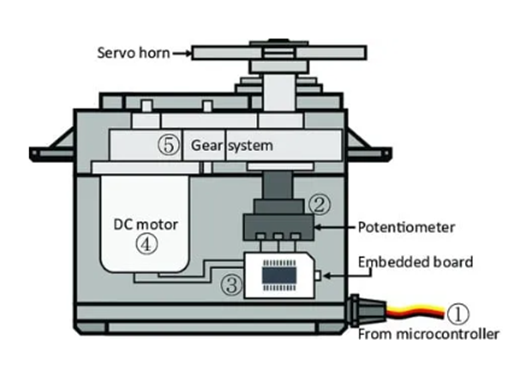 Servo horn
⑤ Gear system
②
DC motor
④
Potentiometer
Embedded board
③
①
From microcontroller